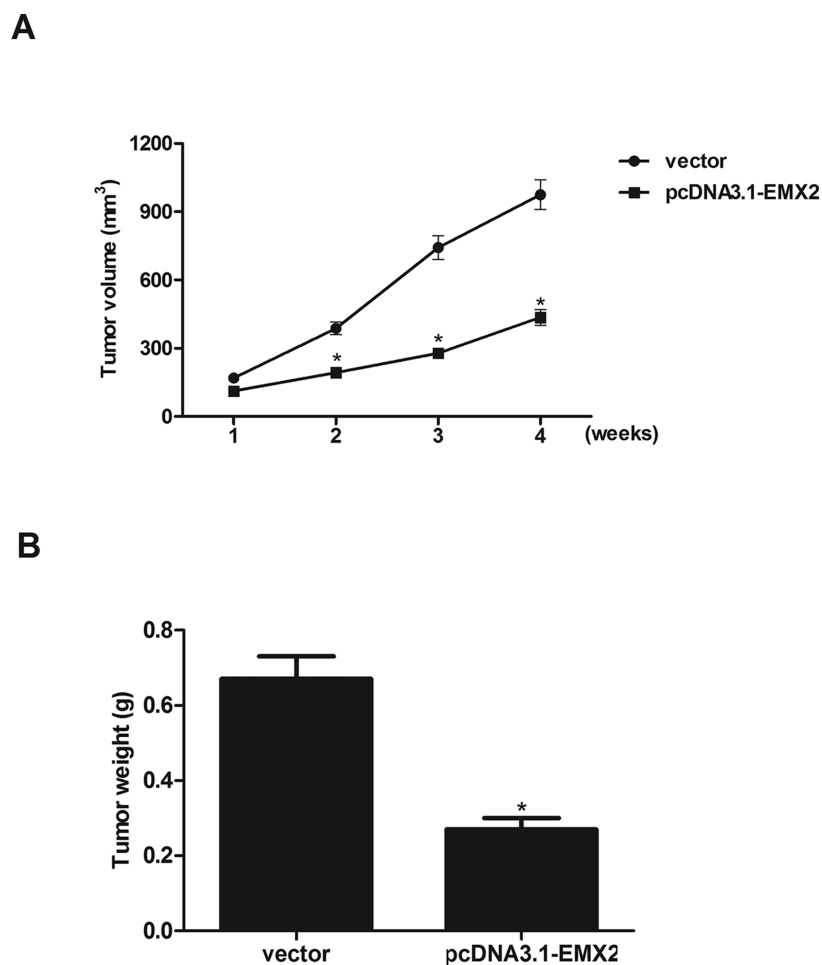 A
Tumor volume (mm³)
1200
900
600
300
0
1 2 3 4 (weeks)
vector
pcDNA3.1-EMX2
*
*
*
B
Tumor weight (g)
0.8
0.6
0.4
0.2
0.0
*
vector pcDNA3.1-EMX2